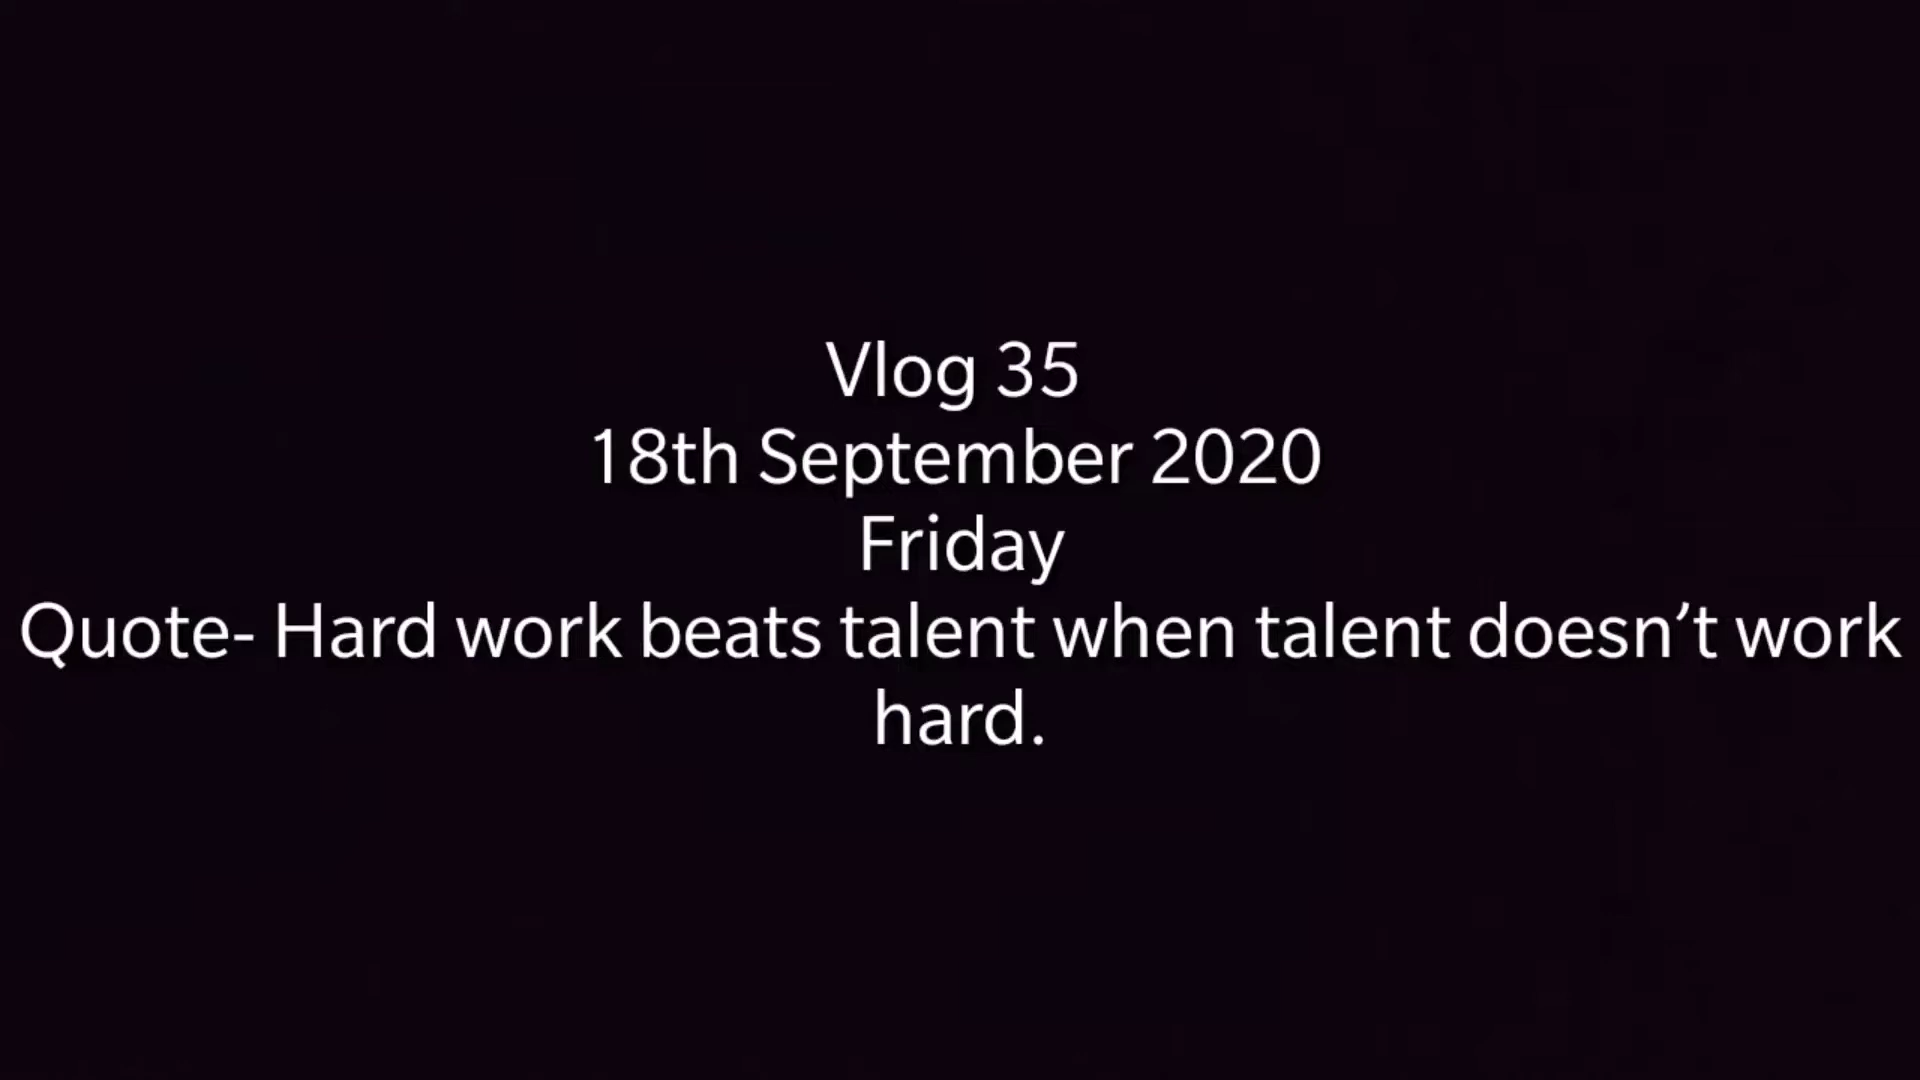 Vlog 35
18th September 2020
Friday
Quote- Hard work beats talent when talent doesn’t work
hard.